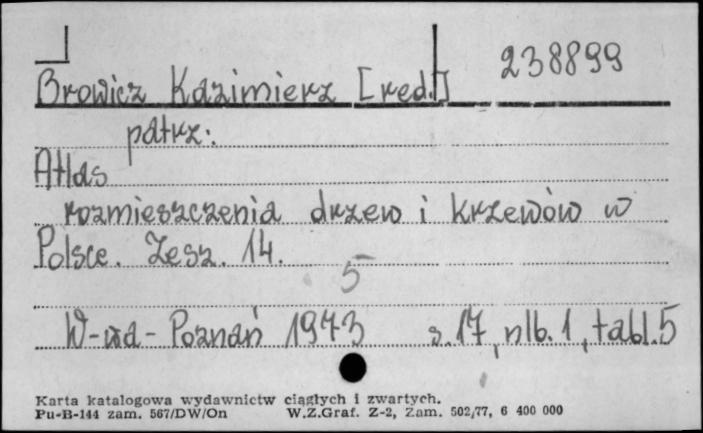 238899
Browicz Kazimierz [red.]
patrz:
Atlas
rozmieszczenia drzew i krzewów w
Polsce. Zesz. 14.
5
W-wa - Poznań 1973 s. 17, nlb. 1, tabl. 5
Karta katalogowa wydawnictw ciągłych i zwartych.
Pu-B-144 zam. 567/DW/On W.Z.Graf. Z-2, Zam. 502/77, 6 400 000